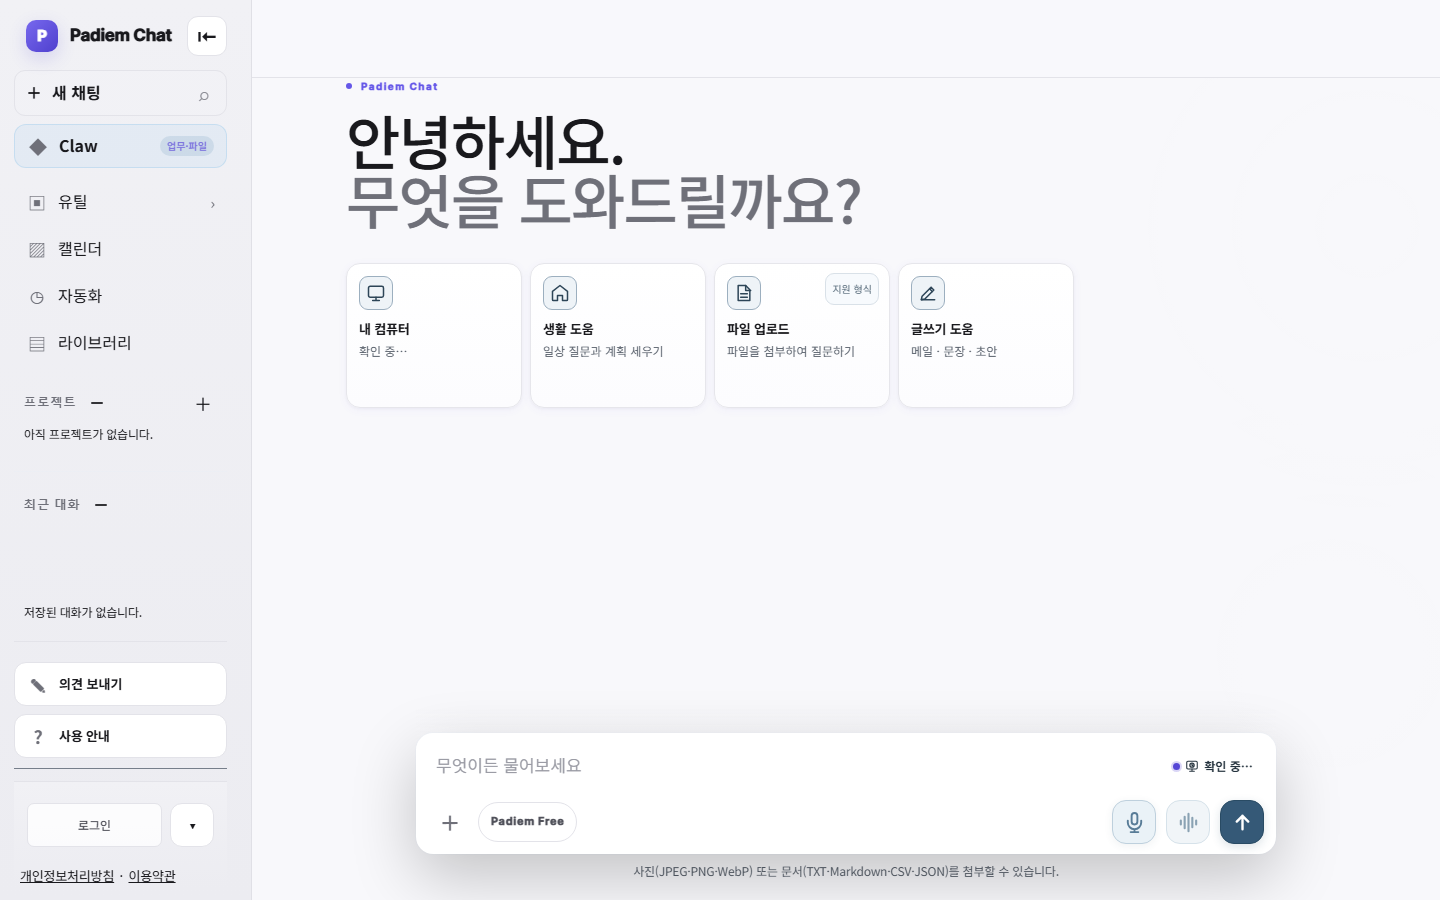 P Padiem Chat
새 채팅
Claw 업무·파일
유틸
캘린더
자동화
라이브러리
프로젝트
아직 프로젝트가 없습니다.
최근 대화
저장된 대화가 없습니다.
의견 보내기
? 사용 안내
로그인
개인정보처리방침 · 이용약관
Padiem Chat
안녕하세요.
무엇을 도와드릴까요?
내 컴퓨터
확인 중…
생활 도움
일상 질문과 계획 세우기
지원 형식
파일 업로드
파일을 첨부하여 질문하기
글쓰기 도움
메일 · 문장 · 초안
무엇이든 물어보세요
확인 중…
Padiem Free
사진(JPEG·PNG·WebP) 또는 문서(TXT·Markdown·CSV·JSON)를 첨부할 수 있습니다.